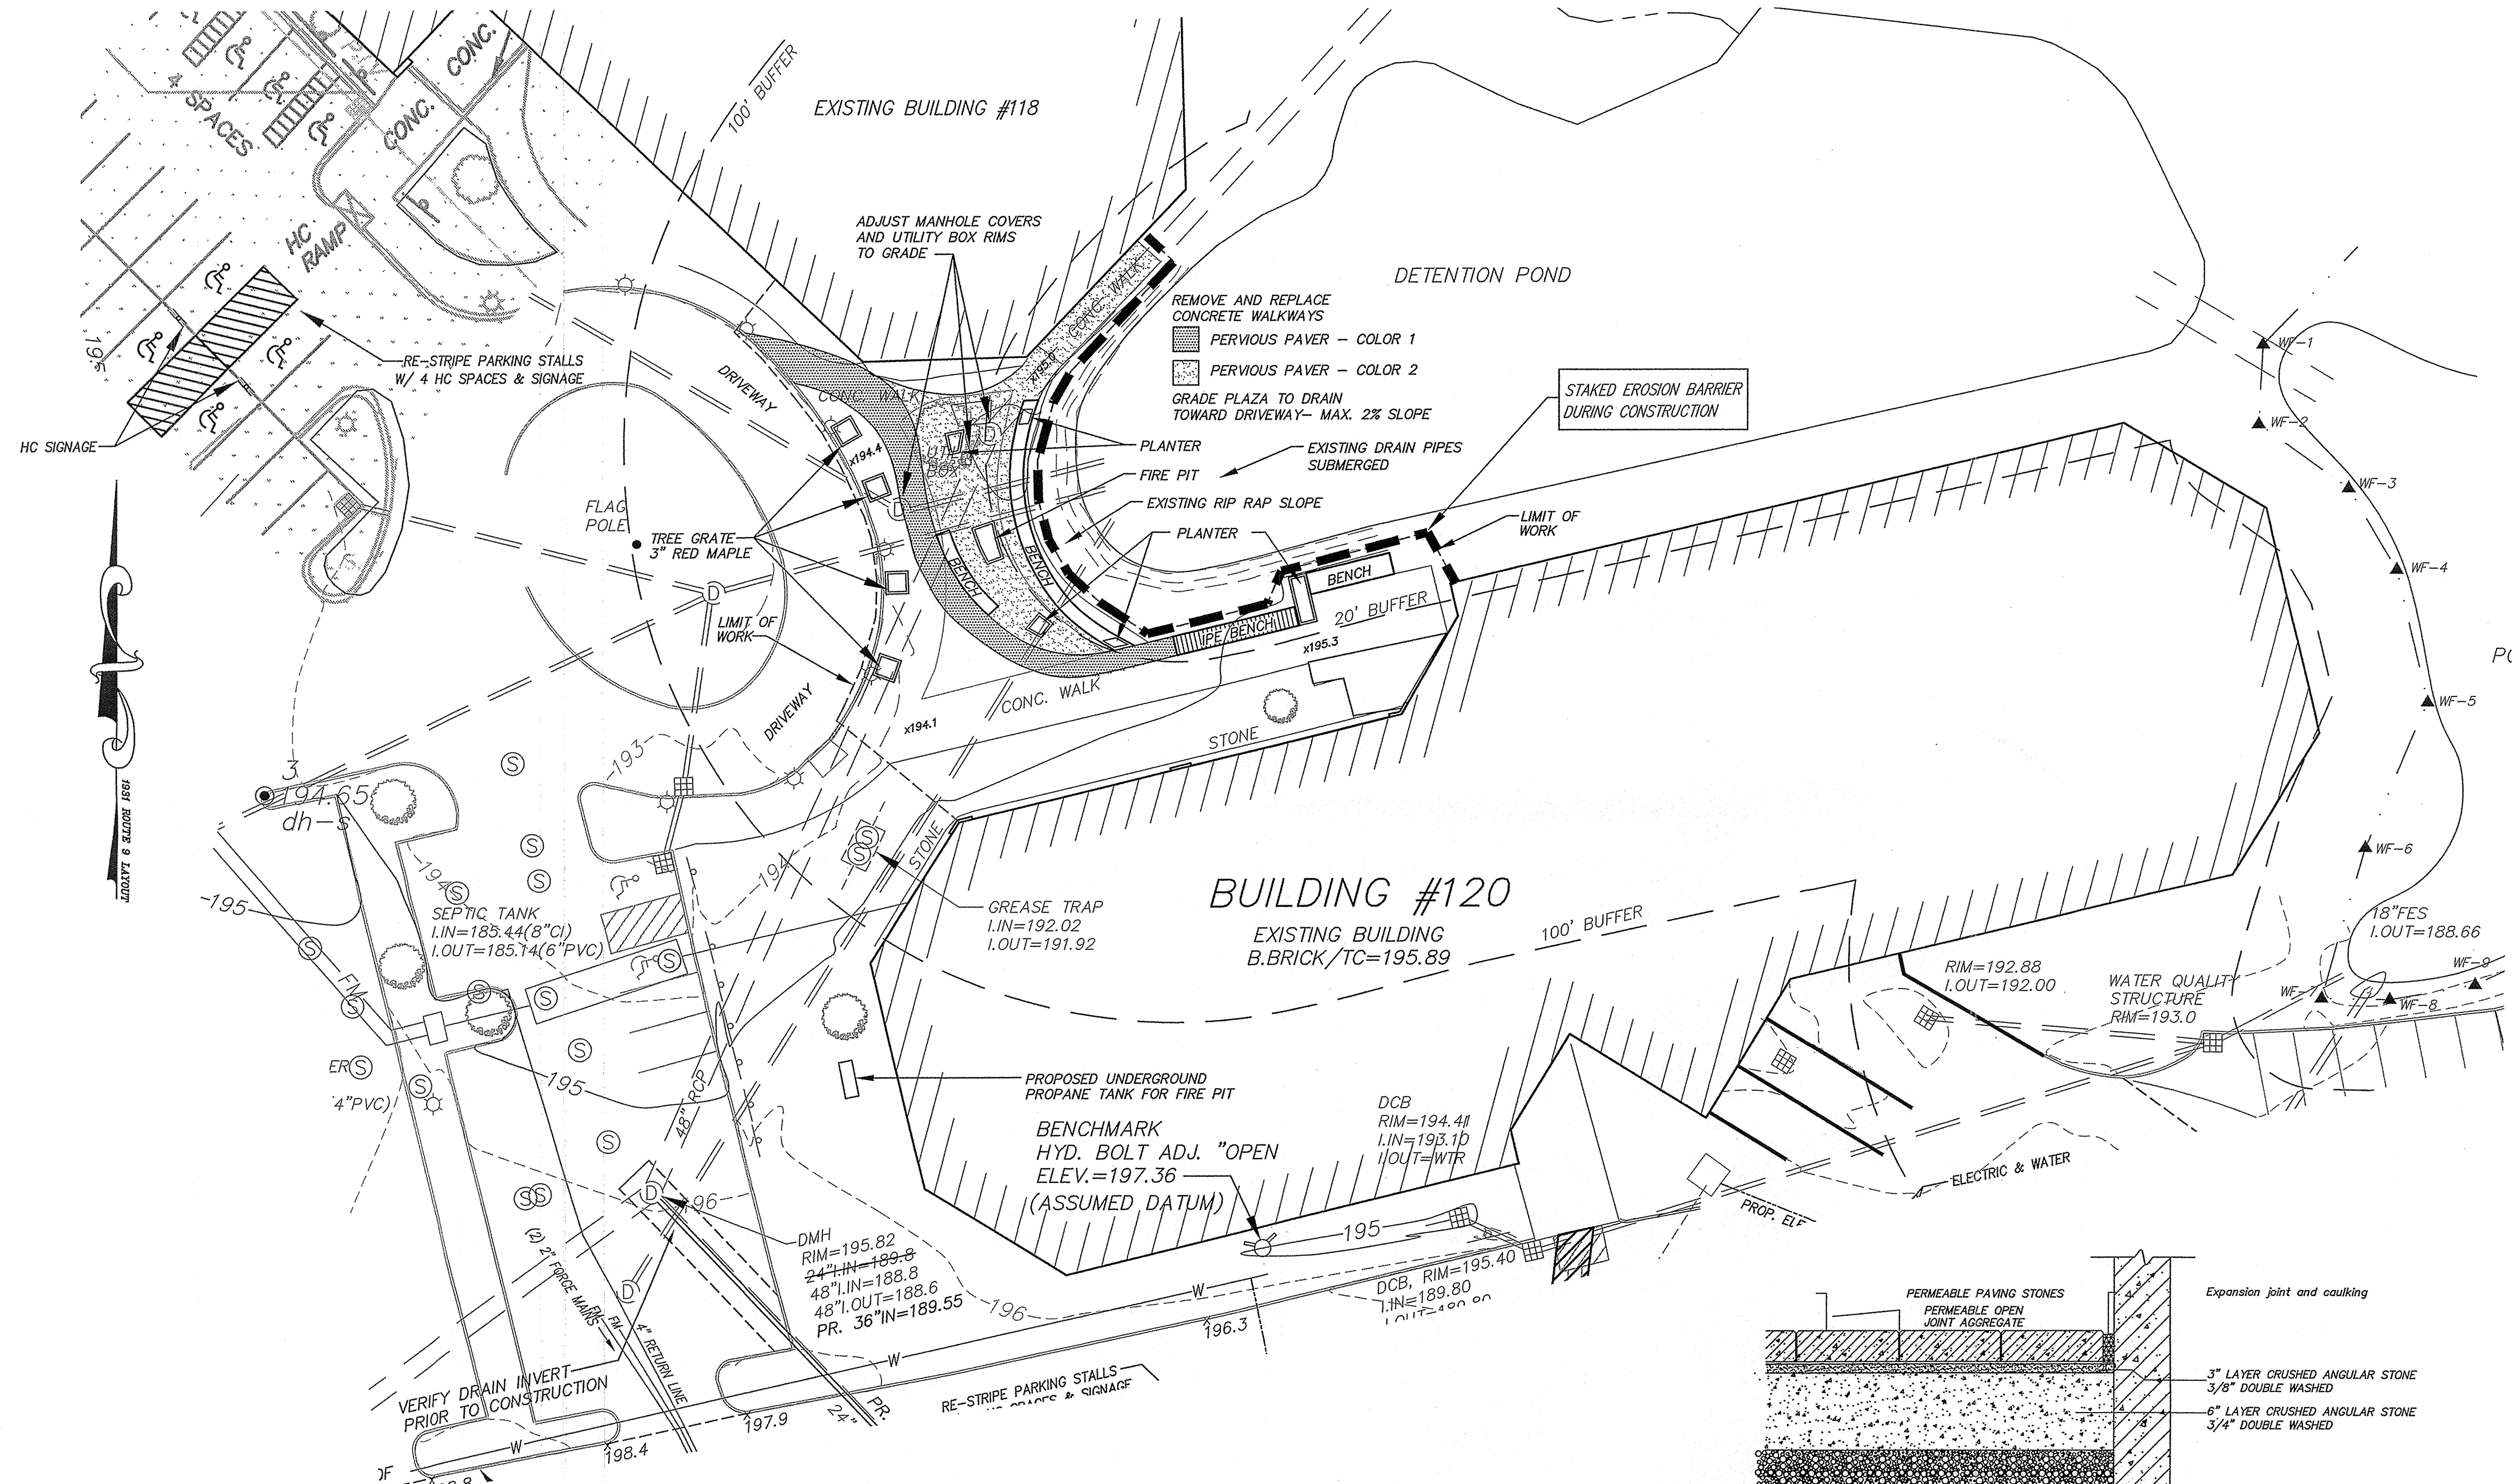 CONC.
4 SPACES
CONC.
HC
RAMP
100' BUFFER
EXISTING BUILDING #118
ADJUST MANHOLE COVERS
AND UTILITY BOX RIMS
TO GRADE
CONC. WALK
DETENTION POND
REMOVE AND REPLACE
CONCRETE WALKWAYS
PERVIOUS PAVER - COLOR 1
PERVIOUS PAVER - COLOR 2
GRADE PLAZA TO DRAIN
TOWARD DRIVEWAY- MAX. 2% SLOPE
RE-STRIPE PARKING STALLS
W/ 4 HC SPACES & SIGNAGE
HC SIGNAGE
DRIVEWAY
CONC. WALK
x195.0
x194.4
BOX
D
D
STAKED EROSION BARRIER
DURING CONSTRUCTION
PLANTER
EXISTING DRAIN PIPES
SUBMERGED
FIRE PIT
EXISTING RIP RAP SLOPE
PLANTER
LIMIT OF
WORK
FLAG
POLE
TREE GRATE
3" RED MAPLE
BENCH
BENCH
BENCH
IPE/BENCH
20' BUFFER
x195.3
D
LIMIT OF
WORK
DRIVEWAY
CONC. WALK
x194.1
STONE
WF-1
WF-2
WF-3
WF-4
WF-5
WF-6
1931 ROUTE 9 LAYOUT
193
3
194.65
dh-s
194
194
STONE
-195
SEPTIC TANK
I.IN=185.44(8"CI)
I.OUT=185.14(6"PVC)
GREASE TRAP
I.IN=192.02
I.OUT=191.92
BUILDING #120
EXISTING BUILDING
B.BRICK/TC=195.89
100' BUFFER
18"FES
I.OUT=188.66
WF-9
WF-8
RIM=192.88
I.OUT=192.00
WATER QUALITY
STRUCTURE
RIM=193.0
FM
195
4"PVC)
48" RCP
PROPOSED UNDERGROUND
PROPANE TANK FOR FIRE PIT
BENCHMARK
HYD. BOLT ADJ. "OPEN
ELEV.=197.36
(ASSUMED DATUM)
DCB
RIM=194.41
I.IN=193.10
I.OUT=WTR
ELECTRIC & WATER
PROP.
D
196
DMH
RIM=195.82
24"I.IN=189.8
48"I.IN=188.8
48"I.OUT=188.6
PR. 36"IN=189.55
195
DCB, RIM=195.40
I.IN=189.80
196
196.3
(2) 2" FORCE MAINS
FM
FM
4" RETURN LINE
D
W
W
W
VERIFY DRAIN INVERT
PRIOR TO CONSTRUCTION
PR.
24"
197.9
198.4
RE-STRIPE PARKING STALLS
PERMEABLE PAVING STONES
PERMEABLE OPEN
JOINT AGGREGATE
Expansion joint and caulking
3" LAYER CRUSHED ANGULAR STONE
3/8" DOUBLE WASHED
6" LAYER CRUSHED ANGULAR STONE
3/4" DOUBLE WASHED